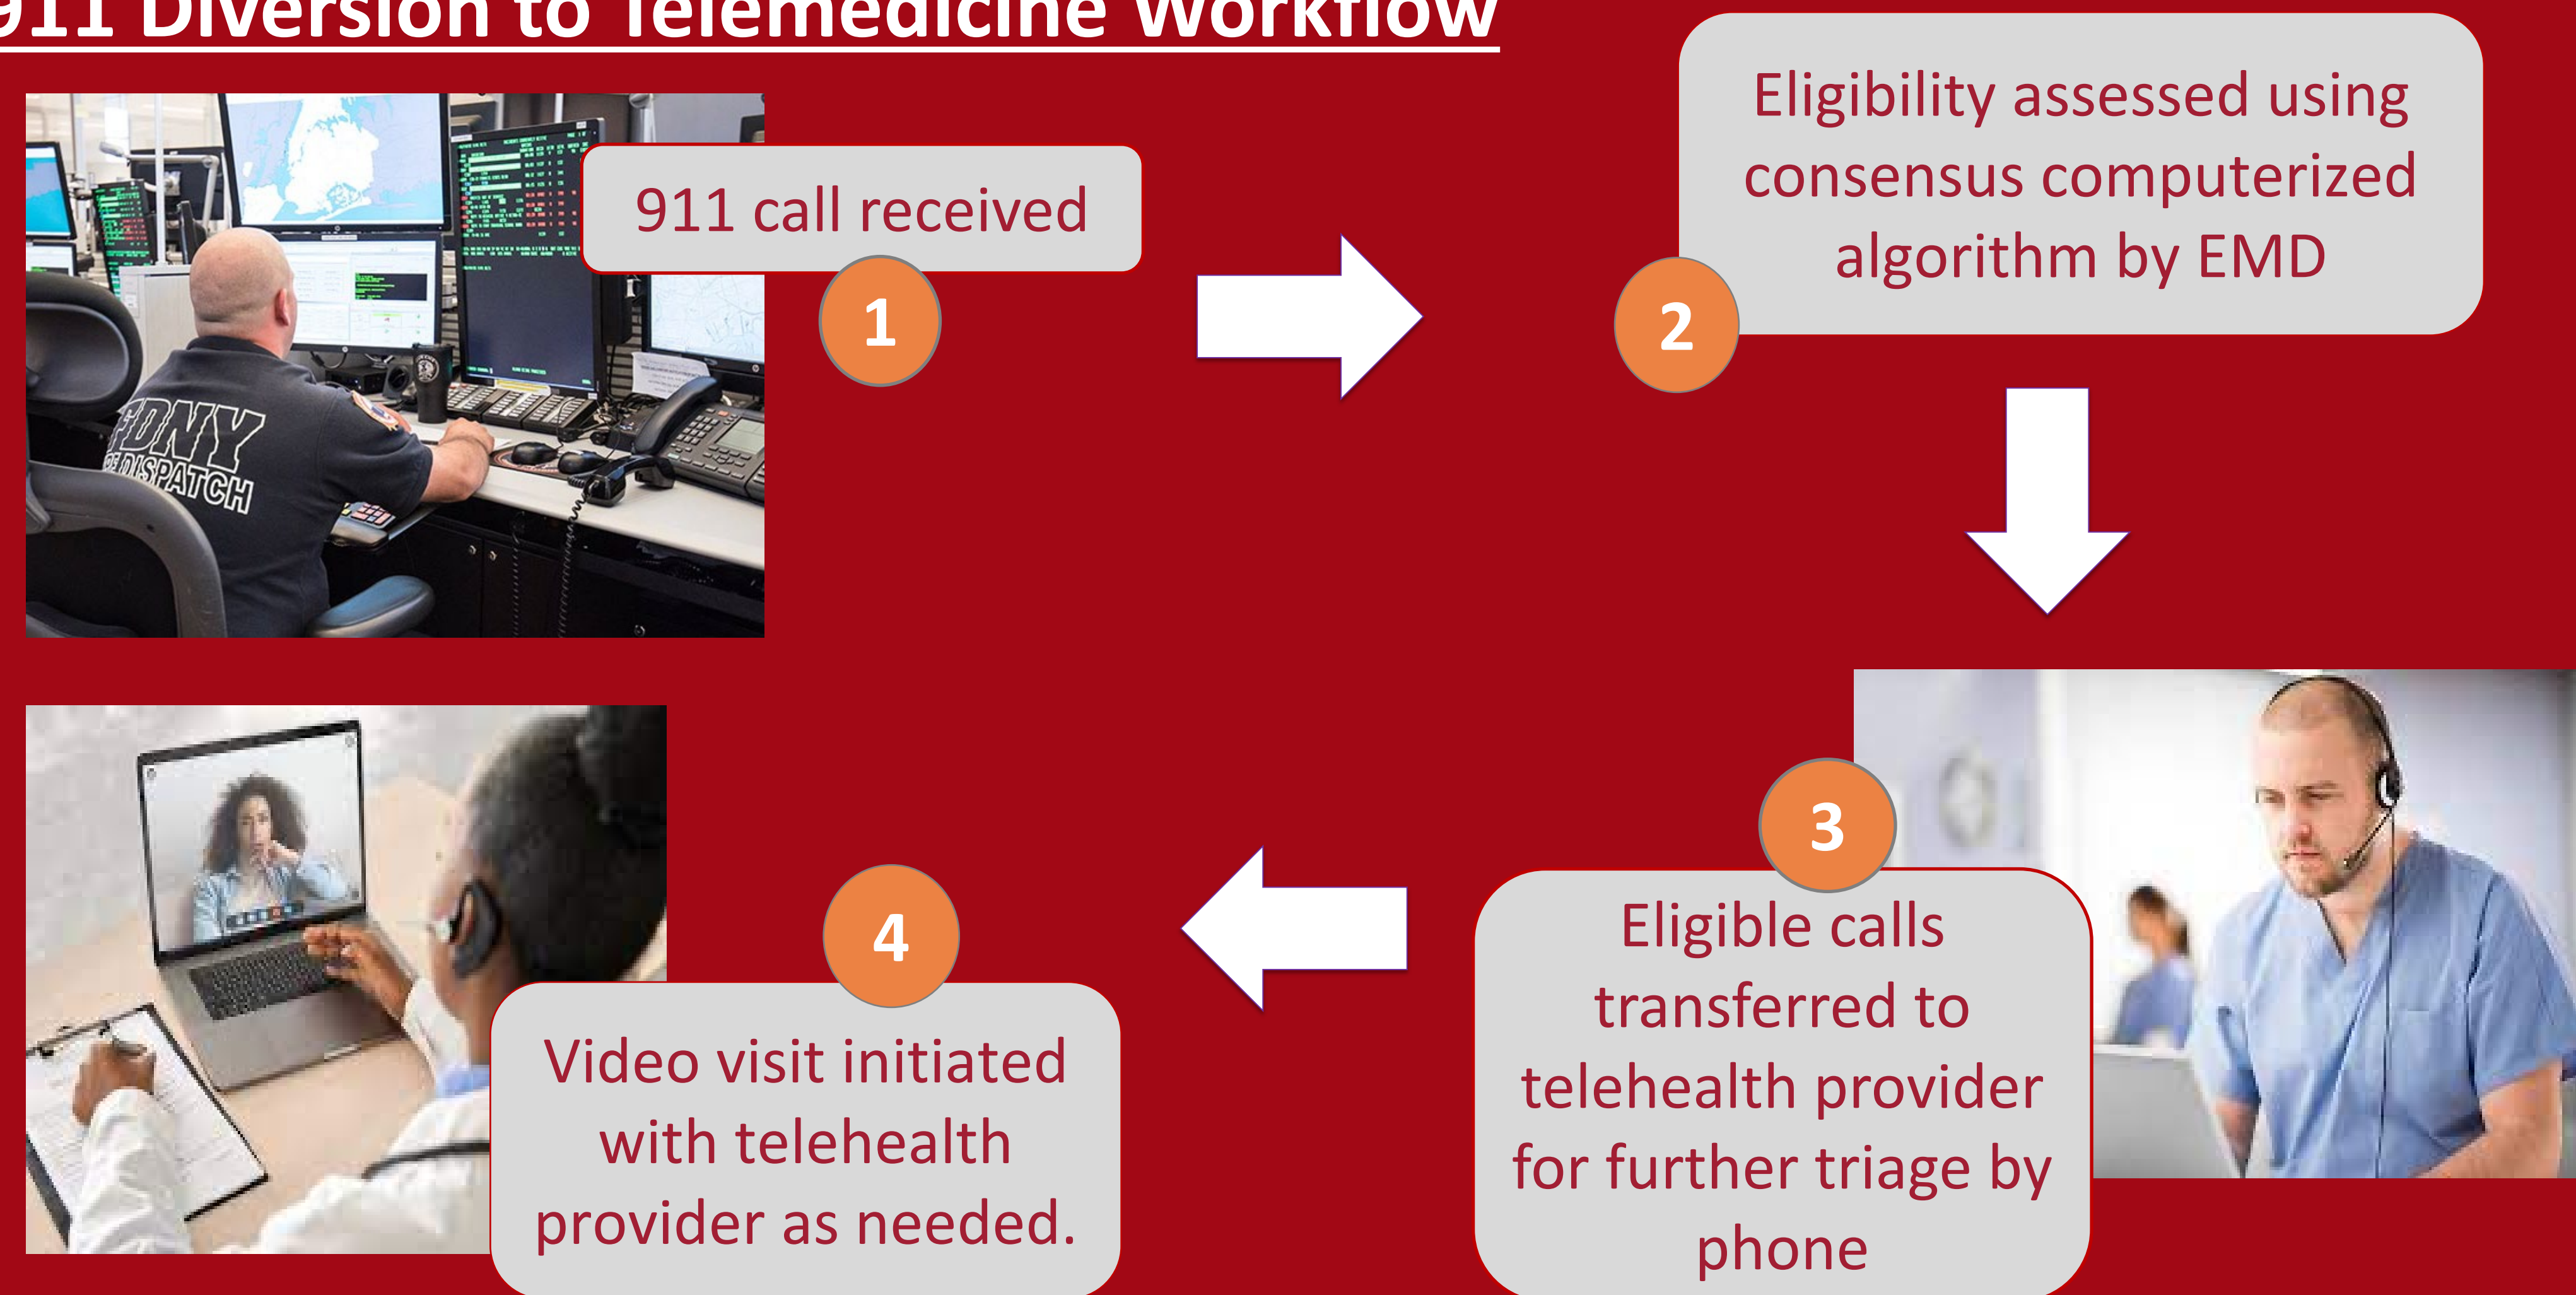 911 Diversion to Telemedicine Workflow
911 call received
1
Eligibility assessed using
consensus computerized
algorithm by EMD
2
FDNY
DISPATCH
3
Eligible calls
transferred to
telehealth provider
for further triage by
phone
4
Video visit initiated
with telehealth
provider as needed.